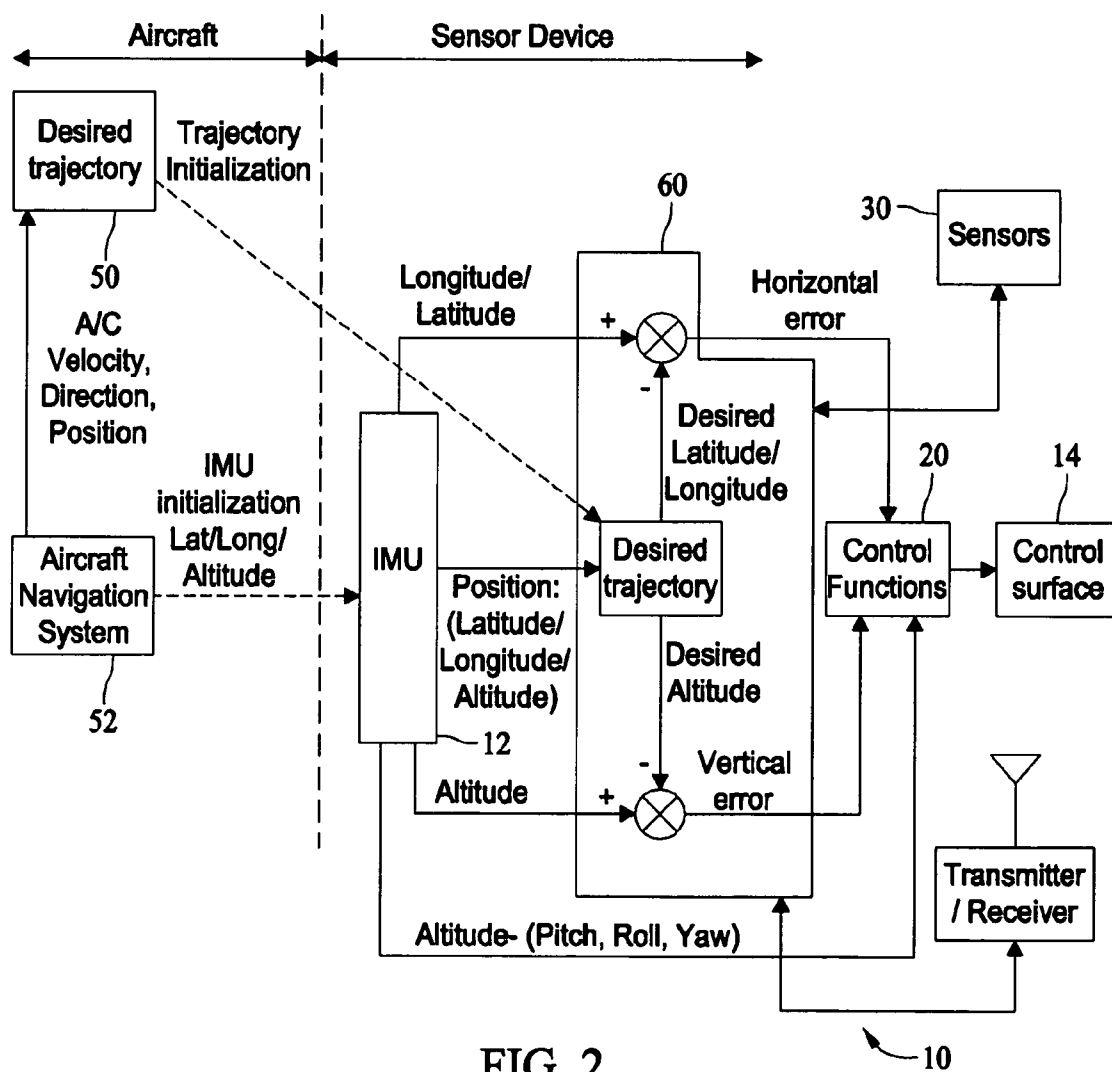 Aircraft
Sensor Device
Desired
trajectory
50
Trajectory
Initialization
60
30
Sensors
A/C
Velocity,
Direction,
Position
Longitude/
Latitude
+
-
Horizontal
error
Desired
Latitude/
Longitude
IMU
initialization
Lat/Long/
Altitude
Aircraft
Navigation
System
52
IMU
12
Position:
(Latitude/
Longitude/
Altitude)
Desired
trajectory
20
Control
Functions
14
Control
surface
Desired
Altitude
-
Altitude
+
Vertical
error
Transmitter
/ Receiver
Altitude- (Pitch, Roll, Yaw)
10
FIG. 2